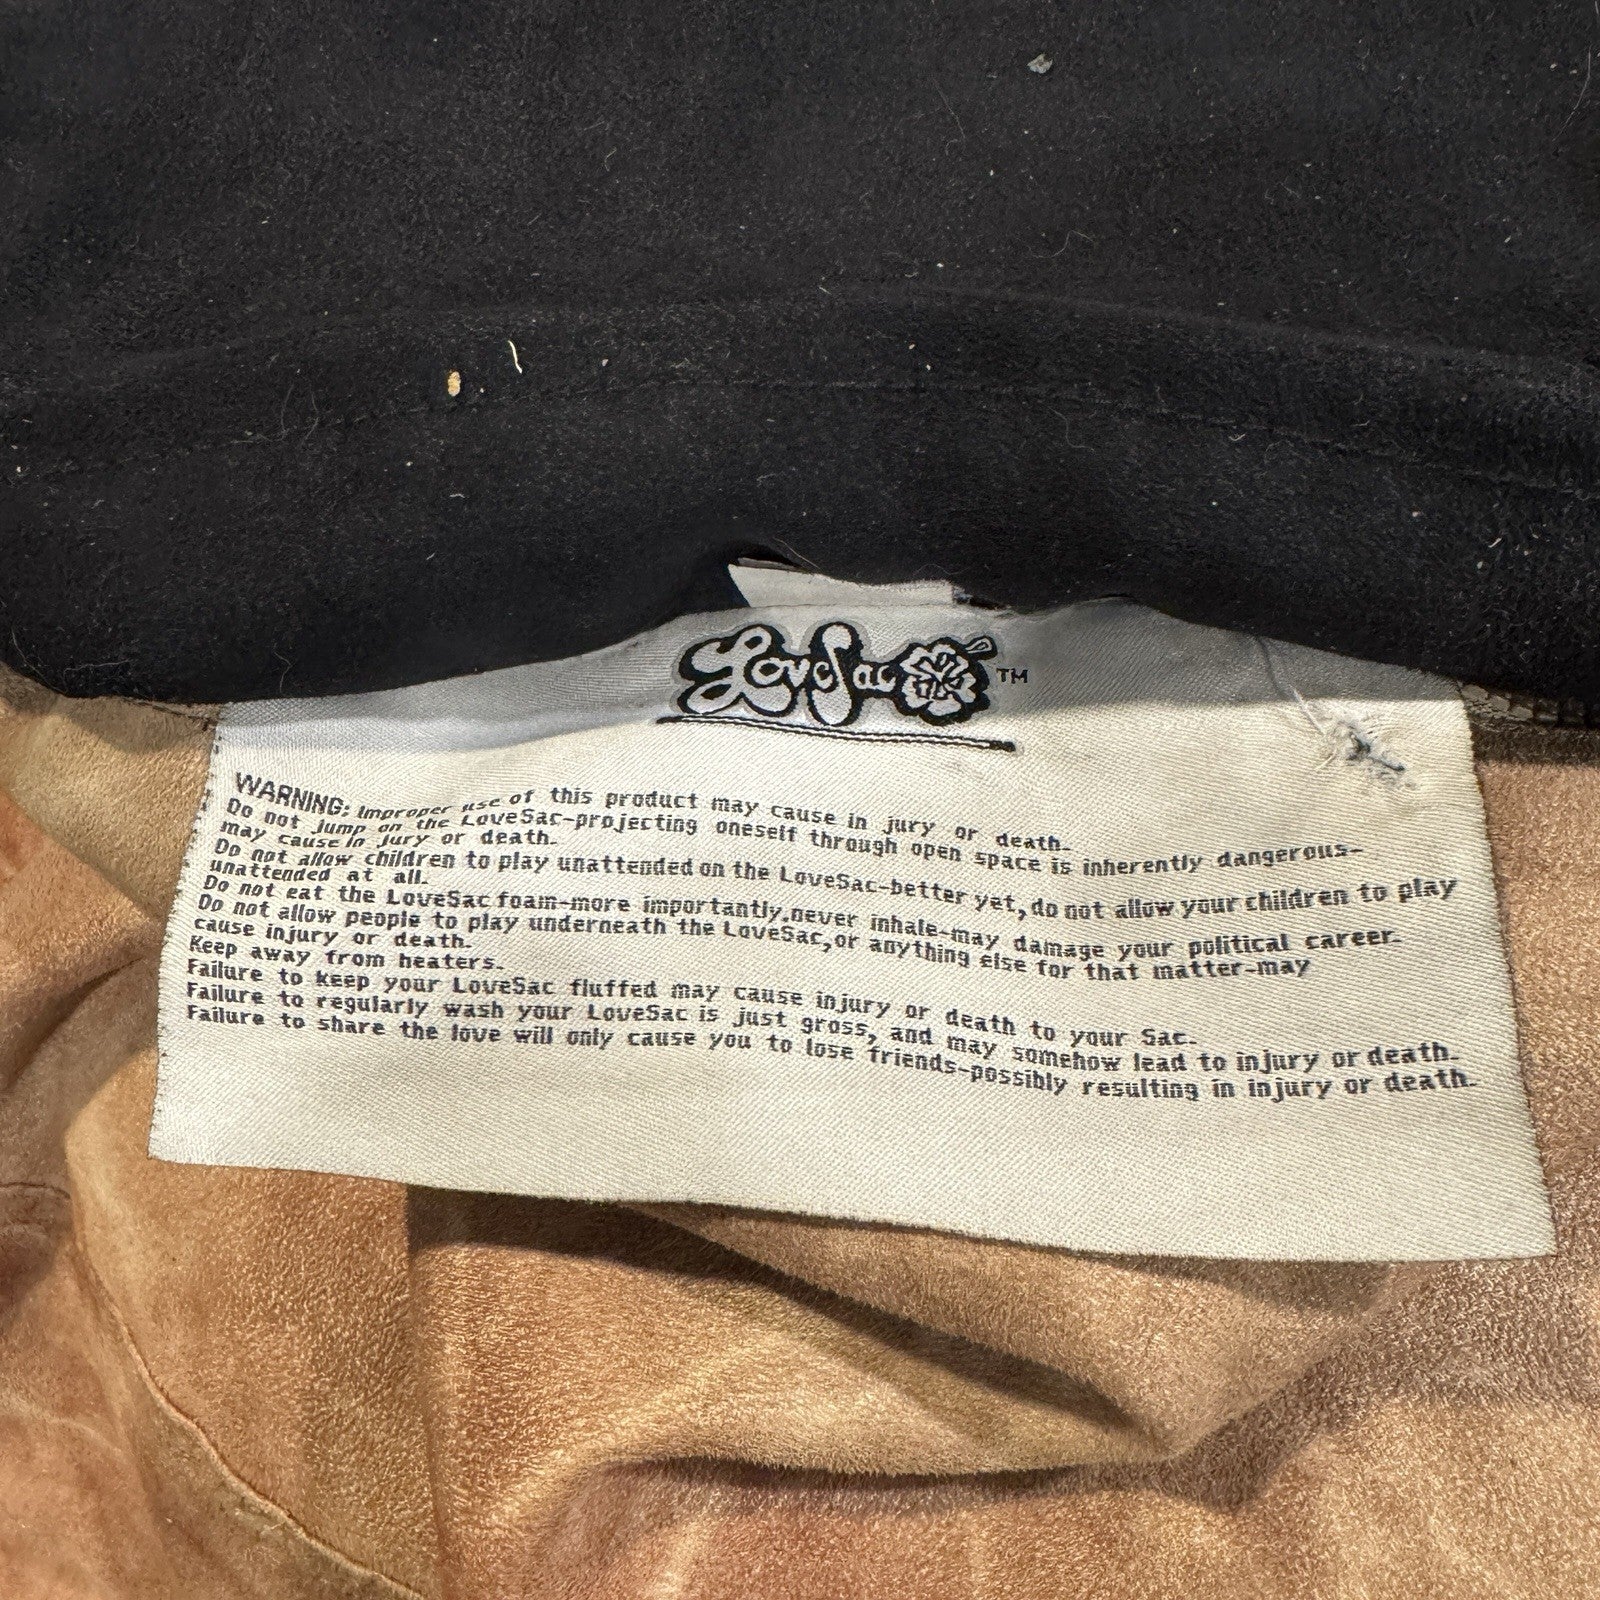 LoveSac™
WARNING: Improper use of this product may cause in jury or death.
Do not jump on the LoveSac-projecting oneself through open space is inherently dangerous-
may cause in jury or death.
Do not allow children to play unattended on the LoveSac-better yet, do not allow your children to play
unattended at all.
Do not eat the LoveSac foam-more importantly, never inhale-may damage your political career.
Do not allow people to play underneath the LoveSac, or anything else for that matter-may
cause injury or death.
Keep away from heaters.
Failure to keep your LoveSac fluffed may cause injury or death to your Sac.
Failure to regularly wash your LoveSac is just gross, and may somehow lead to injury or death.
Failure to share the love will only cause you to lose friends-possibly resulting in injury or death.